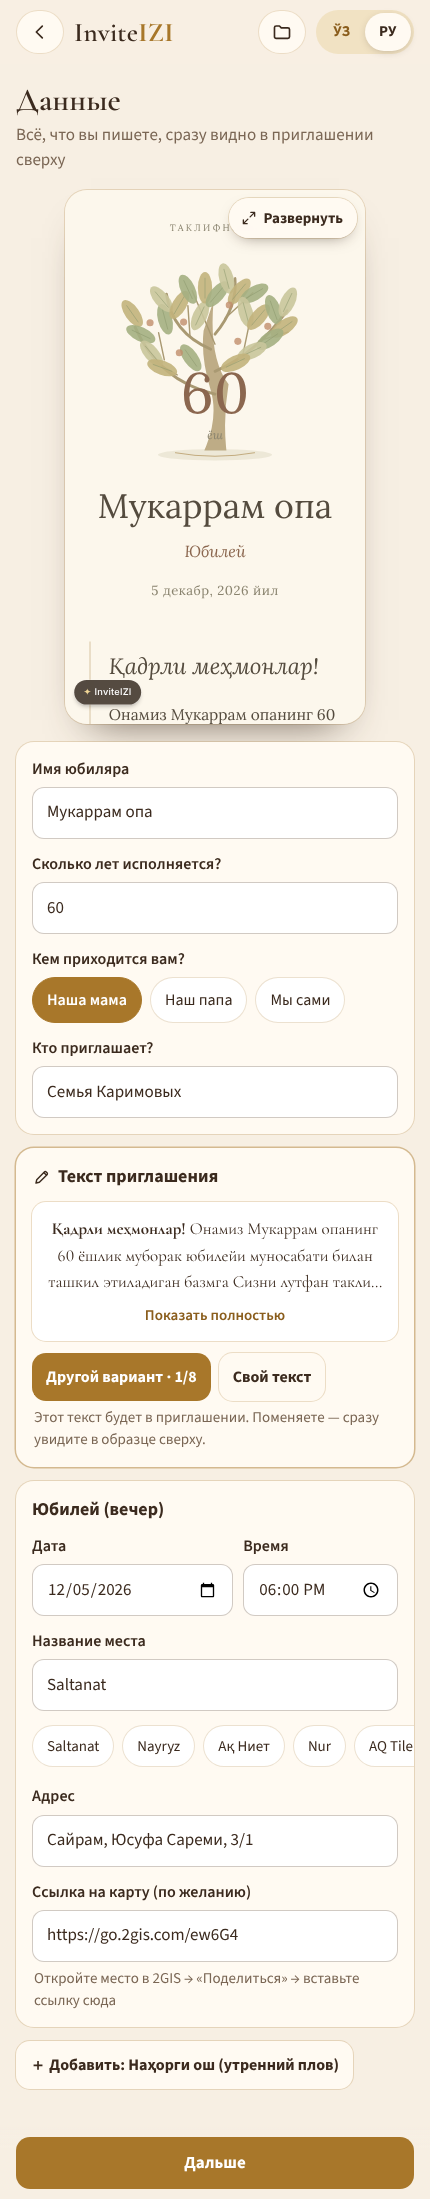 InviteIZI
ЎЗ
РУ
Данные
Всё, что вы пишете, сразу видно в приглашении
сверху
Развернуть
60
ёш
Мукаррам опа
Юбилей
5 декабр, 2026 йил
Қадрли меҳмонлар!
✦ InviteIZI
Онамиз Мукаррам опанинг 60
Имя юбиляра
Мукаррам опа
Сколько лет исполняется?
60
Кем приходится вам?
Наша мама
Наш папа
Мы сами
Кто приглашает?
Семья Каримовых
Текст приглашения
Қадрли меҳмонлар! Онамиз Мукаррам опанинг
60 ёшлик муборак юбилейи муносабати билан
ташкил этиладиган базмга Сизни лутфан такли...
Показать полностью
Другой вариант · 1/8
Свой текст
Этот текст будет в приглашении. Поменяете — сразу
увидите в образце сверху.
Юбилей (вечер)
Дата
Время
12/05/2026
06:00 PM
Название места
Saltanat
Saltanat
Nayryz
Ақ Ниет
Nur
AQ Tile
Адрес
Сайрам, Юсуфа Сареми, 3/1
Ссылка на карту (по желанию)
https://go.2gis.com/ew6G4
Откройте место в 2GIS → «Поделиться» → вставьте
ссылку сюда
+ Добавить: Наҳорги ош (утренний плов)
Дальше